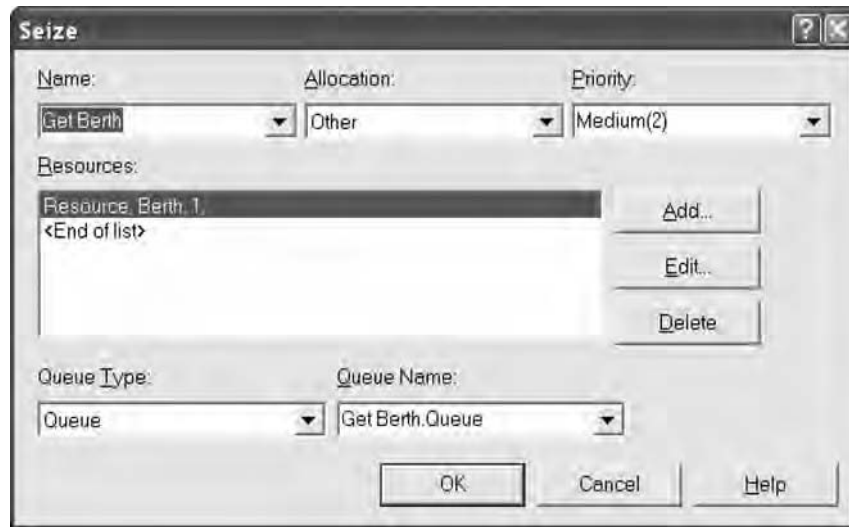 Seize
Name: Allocation: Priority:
Get Berth Other Medium(2)
Resources:
Resource, Berth, 1,
<End of list>
Add...
Edit...
Delete
Queue Type: Queue Name:
Queue Get Berth.Queue
OK Cancel Help